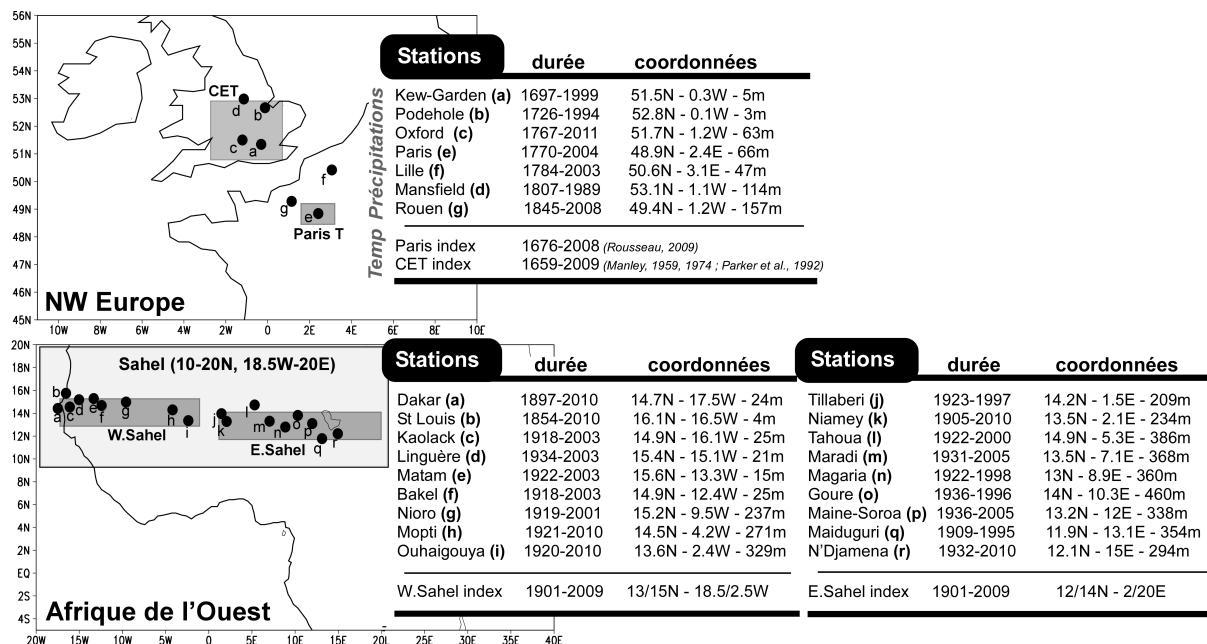 56N
55N
54N
53N
52N
51N
50N
49N
48N
47N
46N
45N
10W 8W 6W 4W 2W 0 2E 4E 6E 8E 10E
CET
d
b
c
a
f
g
e
Paris T
NW Europe
Temp Précipitations
Stations durée coordonnées
Kew-Garden (a) 1697-1999 51.5N - 0.3W - 5m
Podehole (b) 1726-1994 52.8N - 0.1W - 3m
Oxford (c) 1767-2011 51.7N - 1.2W - 63m
Paris (e) 1770-2004 48.9N - 2.4E - 66m
Lille (f) 1784-2003 50.6N - 3.1E - 47m
Mansfield (d) 1807-1989 53.1N - 1.1W - 114m
Rouen (g) 1845-2008 49.4N - 1.2W - 157m
Paris index 1676-2008 (Rousseau, 2009)
CET index 1659-2009 (Manley, 1959, 1974 ; Parker et al., 1992)
20N
18N
16N
14N
12N
10N
8N
6N
4N
2N
EQ
2S
4S
20W 15W 10W 5W 0 5E 10E 15E 20E 25E 30E 35E 40E
Sahel (10-20N, 18.5W-20E)
b
a c d e f g h i
W.Sahel
j k l m n o p q r
E.Sahel
Afrique de l'Ouest
Stations durée coordonnées
Dakar (a) 1897-2010 14.7N - 17.5W - 24m
St Louis (b) 1854-2010 16.1N - 16.5W - 4m
Kaolack (c) 1918-2003 14.9N - 16.1W - 25m
Linguère (d) 1934-2003 15.4N - 15.1W - 21m
Matam (e) 1922-2003 15.6N - 13.3W - 15m
Bakel (f) 1918-2003 14.9N - 12.4W - 25m
Nioro (g) 1919-2001 15.2N - 9.5W - 237m
Mopti (h) 1921-2010 14.5N - 4.2W - 271m
Ouhaigouya (i) 1920-2010 13.6N - 2.4W - 329m
W.Sahel index 1901-2009 13/15N - 18.5/2.5W
Stations durée coordonnées
Tillaberi (j) 1923-1997 14.2N - 1.5E - 209m
Niamey (k) 1905-2010 13.5N - 2.1E - 234m
Tahoua (l) 1922-2000 14.9N - 5.3E - 386m
Maradi (m) 1931-2005 13.5N - 7.1E - 368m
Magaria (n) 1922-1998 13N - 8.9E - 360m
Goure (o) 1936-1996 14N - 10.3E - 460m
Maine-Soroa (p) 1936-2005 13.2N - 12E - 338m
Maiduguri (q) 1909-1995 11.9N - 13.1E - 354m
N'Djamena (r) 1932-2010 12.1N - 15E - 294m
E.Sahel index 1901-2009 12/14N - 2/20E